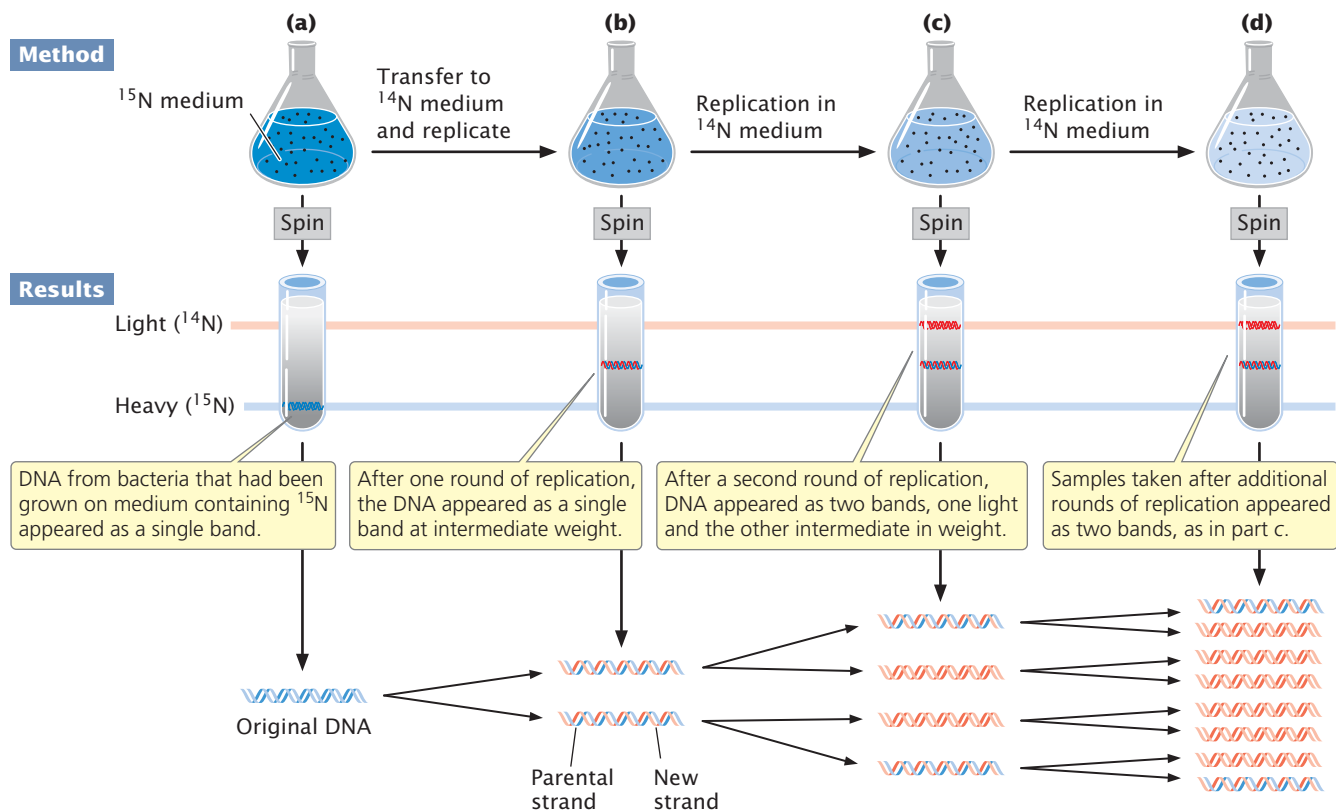 (a)
(b)
(c)
(d)
Method
¹⁵N medium
Transfer to
¹⁴N medium
and replicate
Replication in
¹⁴N medium
Replication in
¹⁴N medium
Spin
Spin
Spin
Spin
Results
Light (¹⁴N)
Heavy (¹⁵N)
DNA from bacteria that had been
grown on medium containing ¹⁵N
appeared as a single band.
After one round of replication,
the DNA appeared as a single
band at intermediate weight.
After a second round of replication,
DNA appeared as two bands, one light
and the other intermediate in weight.
Samples taken after additional
rounds of replication appeared
as two bands, as in part c.
Original DNA
Parental
strand
New
strand